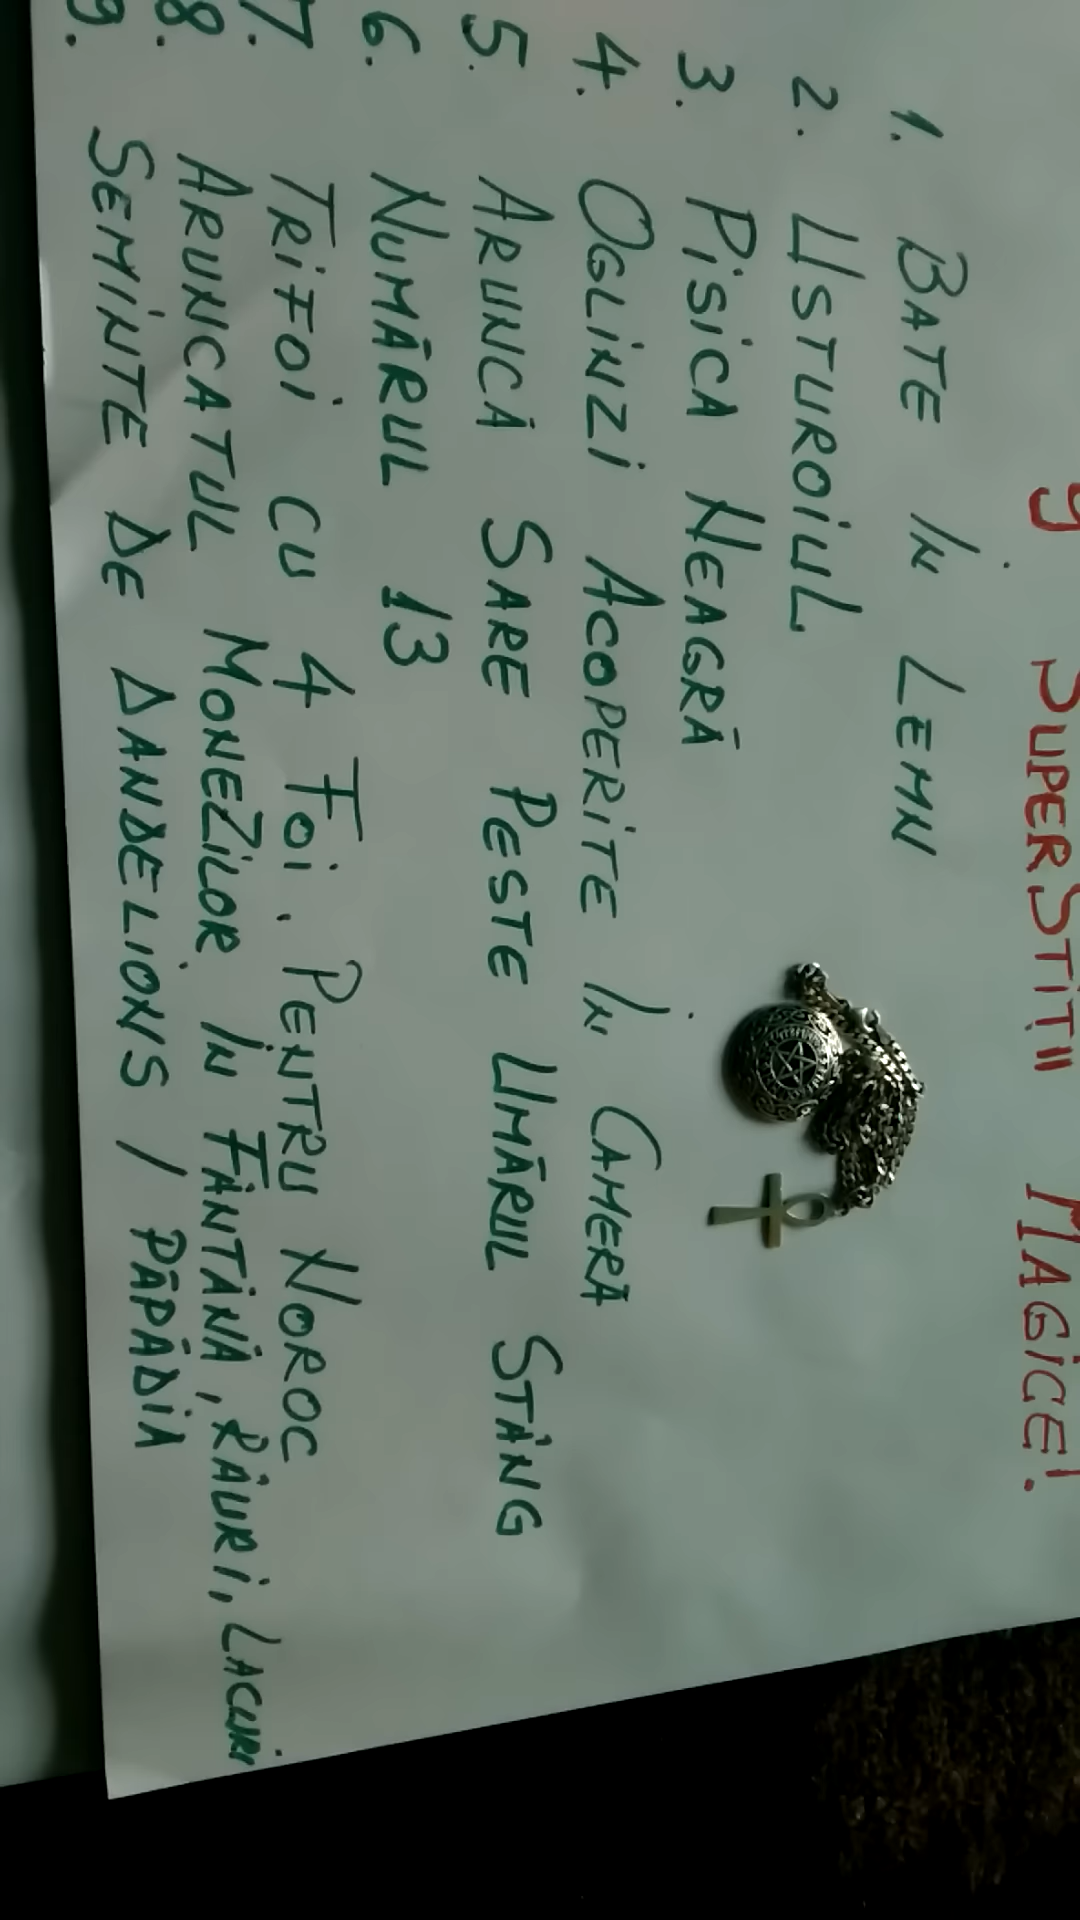 9 SUPERSTIȚII MAGICE!
1. BATE ÎN LEMN
2. USTUROIUL
3. PISICA NEAGRĂ
4. OGLINZI ACOPERITE ÎN CAMERĂ
5. ARUNCĂ SARE PESTE UMĂRUL STÂNG
6. NUMĂRUL 13
7. TRIFOI CU 4 FOI. PENTRU NOROC
8. ARUNCATUL MONEZILOR ÎN FÂNTÂNĂ, RÂURI, LACURI
9. SEMINTE DE DANDELIONS / PĂPĂDIA